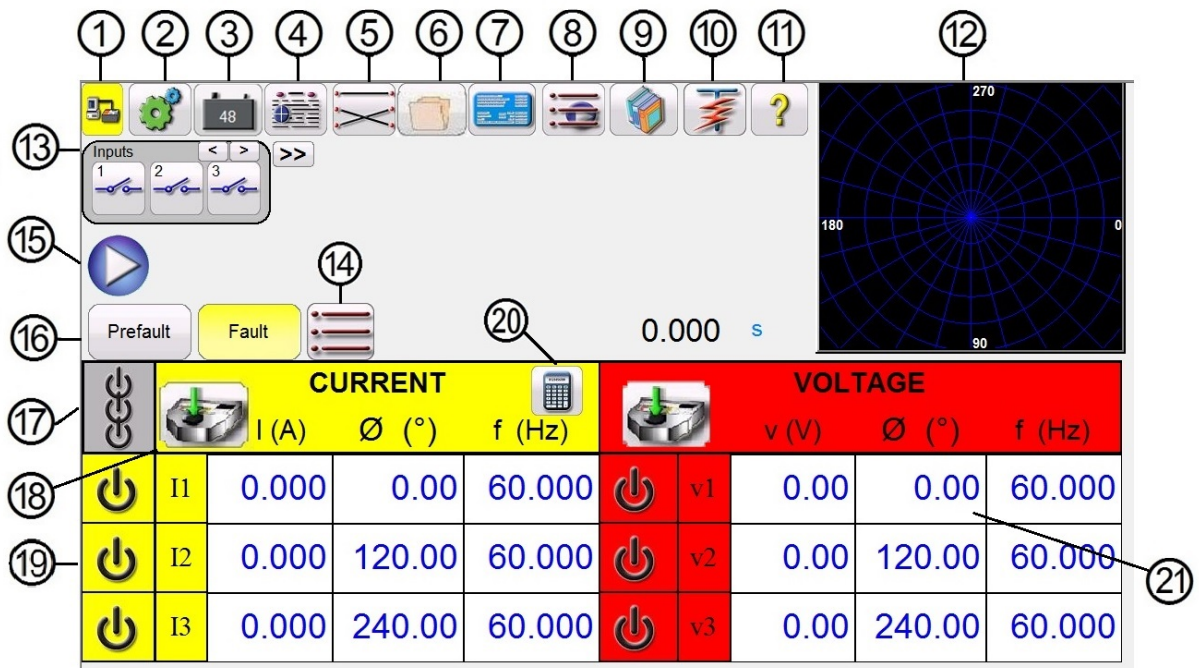 1 2 3 4 5 6 7 8 9 10 11 12
48 ?
270
13 Inputs < > >>
1 2 3
180 0
15 14
16 Prefault Fault 20 0.000 s
90
17 CURRENT VOLTAGE
I (A) Ø (°) f (Hz) v (V) Ø (°) f (Hz)
18 I1 0.000 0.00 60.000 v1 0.00 0.00 60.000
19 I2 0.000 120.00 60.000 v2 0.00 120.00 60.000 21
I3 0.000 240.00 60.000 v3 0.00 240.00 60.000